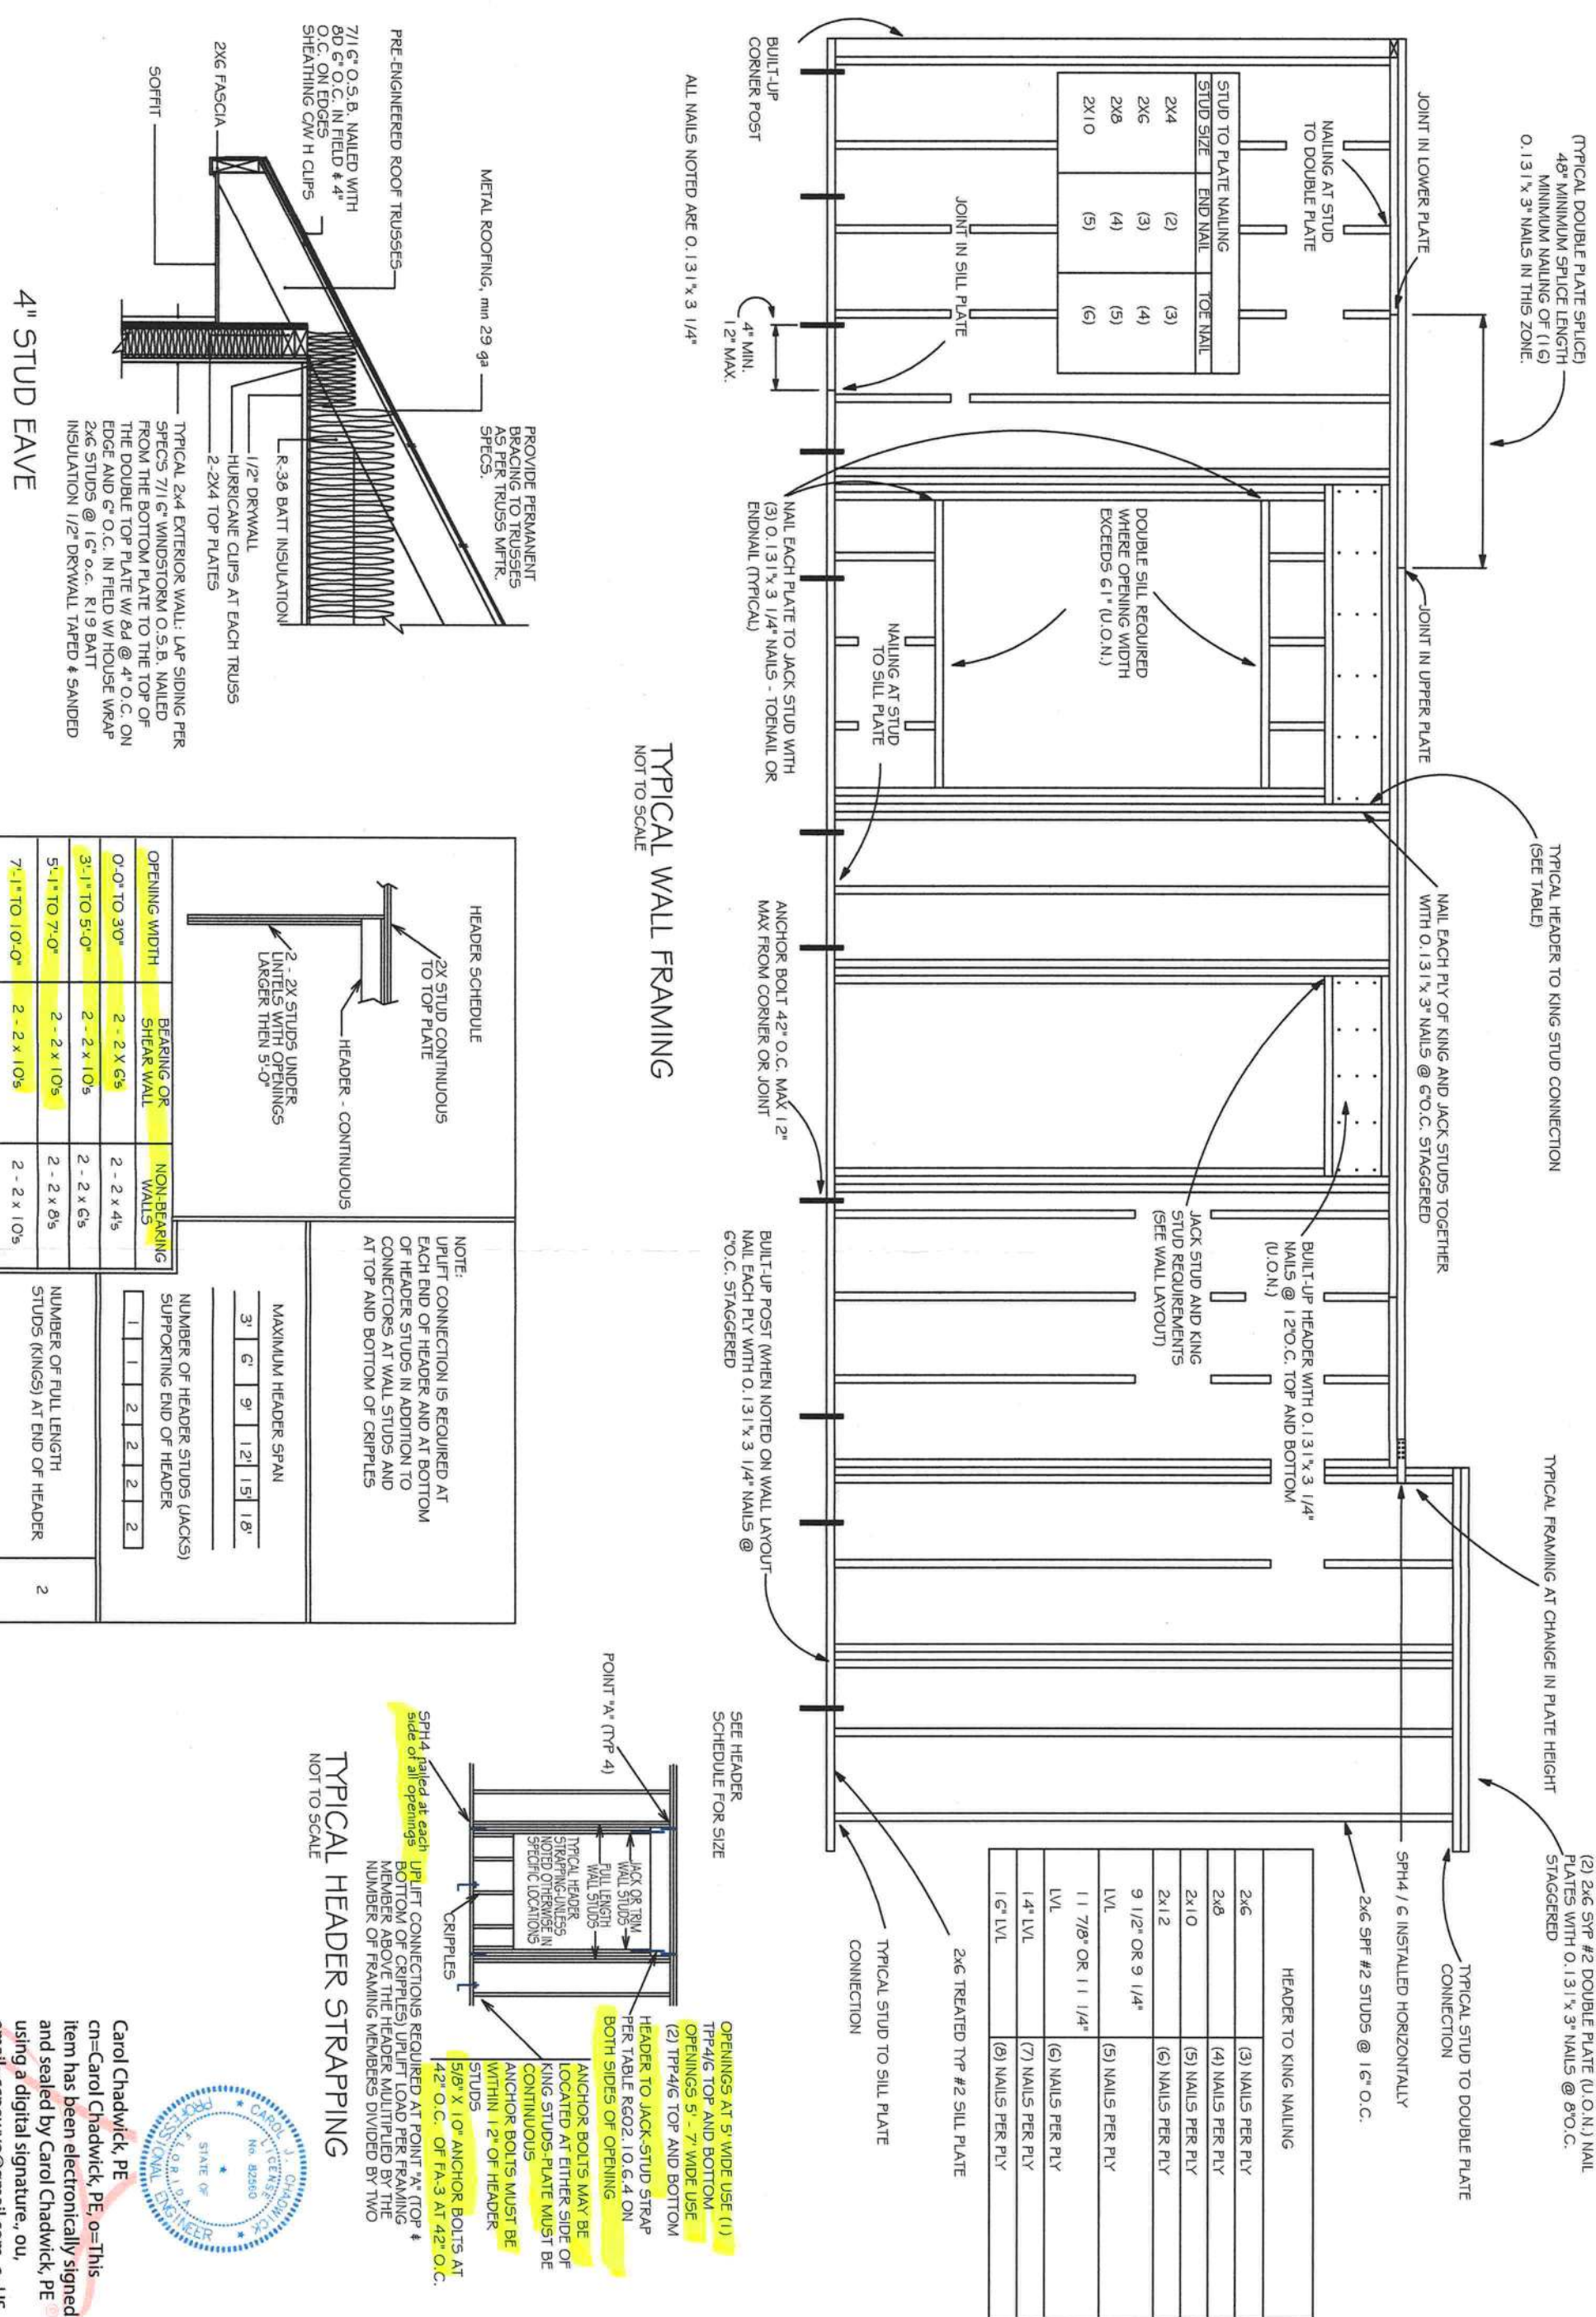 (TYPICAL DOUBLE PLATE SPLICE)
48" MINIMUM SPLICE LENGTH
MINIMUM NAILING OF (16)
0.131"x 3" NAILS IN THIS ZONE.
JOINT IN LOWER PLATE
JOINT IN UPPER PLATE
TYPICAL HEADER TO KING STUD CONNECTION
(SEE TABLE)
NAIL EACH PLY OF KING AND JACK STUDS TOGETHER
WITH 0.131"x 3" NAILS @ 6"O.C. STAGGERED
TYPICAL FRAMING AT CHANGE IN PLATE HEIGHT
(2) 2x6 SYP #2 DOUBLE PLATE (U.O.N.) NAIL
PLATES WITH 0.131"x 3" NAILS @ 8"O.C.
STAGGERED
TYPICAL STUD TO DOUBLE PLATE
CONNECTION
SPH4 / 6 INSTALLED HORIZONTALLY
2x6 SPF #2 STUDS @ 16" O.C.
NAILING AT STUD
TO DOUBLE PLATE
STUD TO PLATE NAILING
STUD SIZE END NAIL TOE NAIL
2X4 (2) (3)
2X6 (3) (4)
2X8 (4) (5)
2X10 (5) (6)
JOINT IN SILL PLATE
DOUBLE SILL REQUIRED
WHERE OPENING WIDTH
EXCEEDS 61" (U.O.N.)
NAILING AT STUD
TO SILL PLATE
BUILT-UP HEADER WITH 0.131"x 3 1/4"
NAILS @ 12"O.C. TOP AND BOTTOM
(U.O.N.)
JACK STUD AND KING
STUD REQUIREMENTS
(SEE WALL LAYOUT)
HEADER TO KING NAILING
2x6 (3) NAILS PER PLY
2x8 (4) NAILS PER PLY
2x10 (5) NAILS PER PLY
2x12 (6) NAILS PER PLY
9 1/2" OR 9 1/4"
LVL (5) NAILS PER PLY
11 7/8" OR 11 1/4"
LVL (6) NAILS PER PLY
14" LVL (7) NAILS PER PLY
16" LVL (8) NAILS PER PLY
2x6 TREATED TYP #2 SILL PLATE
TYPICAL STUD TO SILL PLATE
CONNECTION
BUILT-UP
CORNER POST
4" MIN.
12" MAX.
ALL NAILS NOTED ARE 0.131"x 3 1/4"
NAIL EACH PLATE TO JACK STUD WITH
(3) 0.131"x 3 1/4" NAILS - TOENAIL OR
ENDNAIL (TYPICAL)
ANCHOR BOLT 42" O.C. MAX 12"
MAX FROM CORNER OR JOINT
BUILT-UP POST (WHEN NOTED ON WALL LAYOUT
NAIL EACH PLY WITH 0.131"x 3 1/4" NAILS @
6"O.C. STAGGERED
TYPICAL WALL FRAMING
NOT TO SCALE
METAL ROOFING, min 29 ga
PROVIDE PERMANENT
BRACING TO TRUSSES
AS PER TRUSS MFTR.
SPECS.
PRE-ENGINEERED ROOF TRUSSES
7/16" O.S.B. NAILED WITH
8D 6" O.C. IN FIELD & 4"
O.C. ON EDGES
SHEATHING C/W H CLIPS
2X6 FASCIA
SOFFIT
R-38 BATT INSULATION
1/2" DRYWALL
HURRICANE CLIPS AT EACH TRUSS
2-2X4 TOP PLATES
TYPICAL 2x4 EXTERIOR WALL: LAP SIDING PER
SPEC'S 7/16" WINDSTORM O.S.B. NAILED
FROM THE BOTTOM PLATE TO THE TOP OF
THE DOUBLE TOP PLATE W/ 8d @ 4" O.C. ON
EDGE AND 6" O.C. IN FIELD W/ HOUSE WRAP
2x6 STUDS @ 16" o.c. R19 BATT
INSULATION 1/2" DRYWALL TAPED & SANDED
4" STUD EAVE
HEADER SCHEDULE
2X STUD CONTINUOUS
TO TOP PLATE
HEADER - CONTINUOUS
2 - 2X STUDS UNDER
LINTELS WITH OPENINGS
LARGER THEN 5'-0"
OPENING WIDTH BEARING OR SHEAR WALL NON-BEARING WALLS
0'-0" TO 3'0" 2 - 2 X 6's 2 - 2 x 4's
3'-1" TO 5'-0" 2 - 2 x 10's 2 - 2 x 6's
5'-1" TO 7'-0" 2 - 2 x 10's 2 - 2 x 8's
7'-1" TO 10'-0" 2 - 2 x 10's 2 - 2 x 10's
NOTE:
UPLIFT CONNECTION IS REQUIRED AT
EACH END OF HEADER AND AT BOTTOM
OF HEADER STUDS IN ADDITION TO
CONNECTORS AT WALL STUDS AND
AT TOP AND BOTTOM OF CRIPPLES
MAXIMUM HEADER SPAN
3' 6' 9' 12' 15' 18'
NUMBER OF HEADER STUDS (JACKS)
SUPPORTING END OF HEADER
1 1 2 2 2 2
NUMBER OF FULL LENGTH
STUDS (KINGS) AT END OF HEADER
2
SEE HEADER
SCHEDULE FOR SIZE
POINT "A" (TYP 4)
JACK OR TRIM
WALL STUDS
FULL LENGTH
WALL STUDS
TYPICAL HEADER
STRAPPING-UNLESS
NOTED OTHERWISE IN
SPECIFIC LOCATIONS
CRIPPLES
SPH4 nailed at each
side of all openings
OPENINGS AT 5' WIDE USE (1)
TPP4/6 TOP AND BOTTOM
OPENINGS 5' - 7' WIDE USE
(2) TPP4/6 TOP AND BOTTOM
HEADER TO JACK-STUD STRAP
PER TABLE R602.10.6.4 ON
BOTH SIDES OF OPENING
ANCHOR BOLTS MAY BE
LOCATED AT EITHER SIDE OF
KING STUDS-PLATE MUST BE
CONTINUOUS
ANCHOR BOLTS MUST BE
WITHIN 12" OF HEADER
STUDS
5/8" X 10" ANCHOR BOLTS AT
42" O.C. OF FA-3 AT 42" O.C.
UPLIFT CONNECTIONS REQUIRED AT POINT "A" (TOP &
BOTTOM OF CRIPPLES) UPLIFT LOAD PER FRAMING
MEMBER ABOVE THE HEADER MULTIPLIED BY THE
NUMBER OF FRAMING MEMBERS DIVIDED BY TWO
TYPICAL HEADER STRAPPING
NOT TO SCALE
CAROL J. CHADWICK
LICENSE
No. 82560
STATE OF
FLORIDA
PROFESSIONAL ENGINEER
Carol Chadwick, PE
cn=Carol Chadwick, PE, o=This
item has been electronically signed
and sealed by Carol Chadwick, PE
using a digital signature., ou,